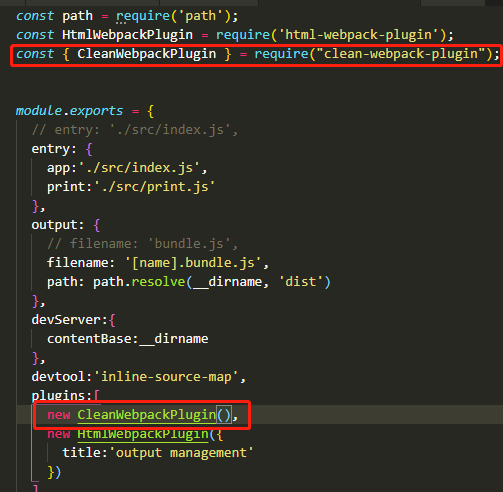 const path = require('path');
const HtmlWebpackPlugin = require('html-webpack-plugin');
const { CleanWebpackPlugin } = require("clean-webpack-plugin");
module.exports = {
// entry: './src/index.js',
entry: {
app:'./src/index.js',
print:'./src/print.js'
},
output: {
// filename: 'bundle.js',
filename: '[name].bundle.js',
path: path.resolve(__dirname, 'dist')
},
devServer:{
contentBase:__dirname
},
devtool:'inline-source-map',
plugins:[
new CleanWebpackPlugin(),
new HtmlWebpackPlugin({
title:'output management'
})
]